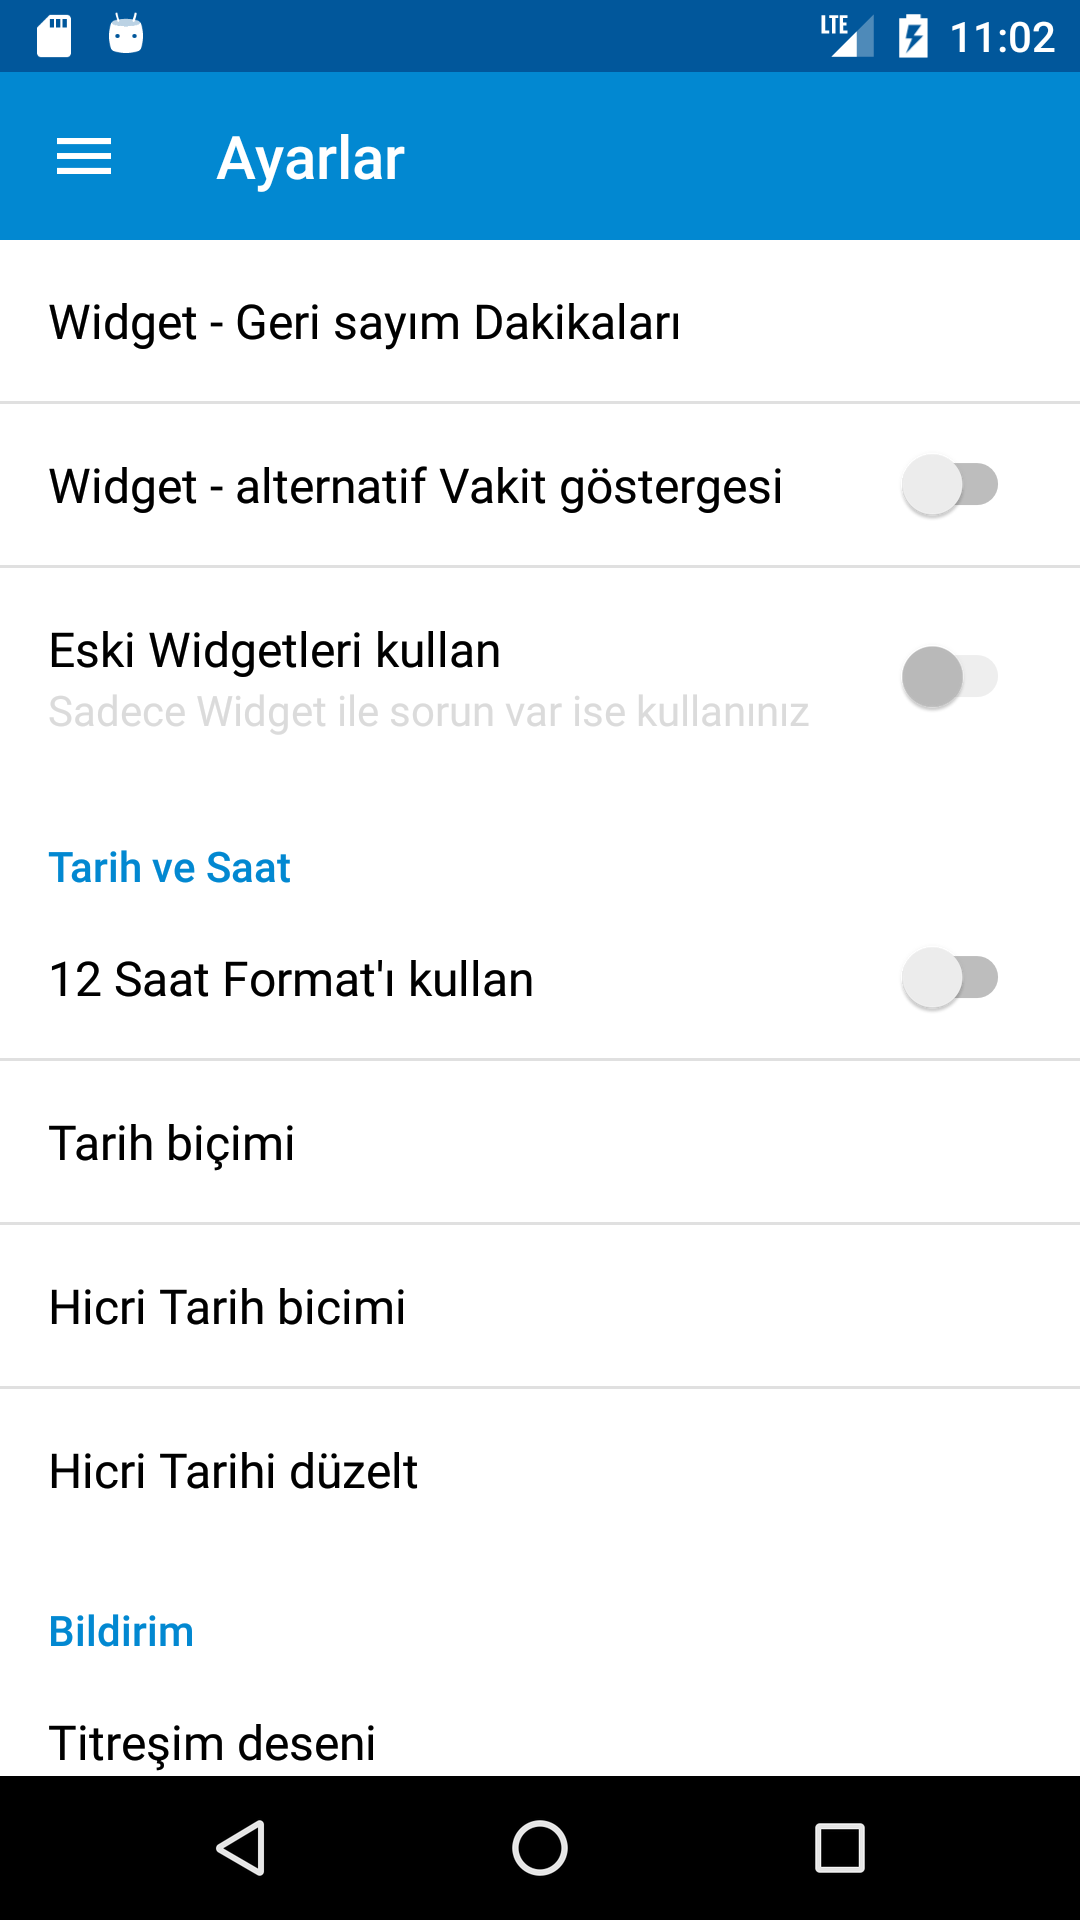 LTE 11:02
Ayarlar
Widget - Geri sayım Dakikaları
Widget - alternatif Vakit göstergesi
Eski Widgetleri kullan
Sadece Widget ile sorun var ise kullanınız
Tarih ve Saat
12 Saat Format'ı kullan
Tarih biçimi
Hicri Tarih bicimi
Hicri Tarihi düzelt
Bildirim
Titreşim deseni